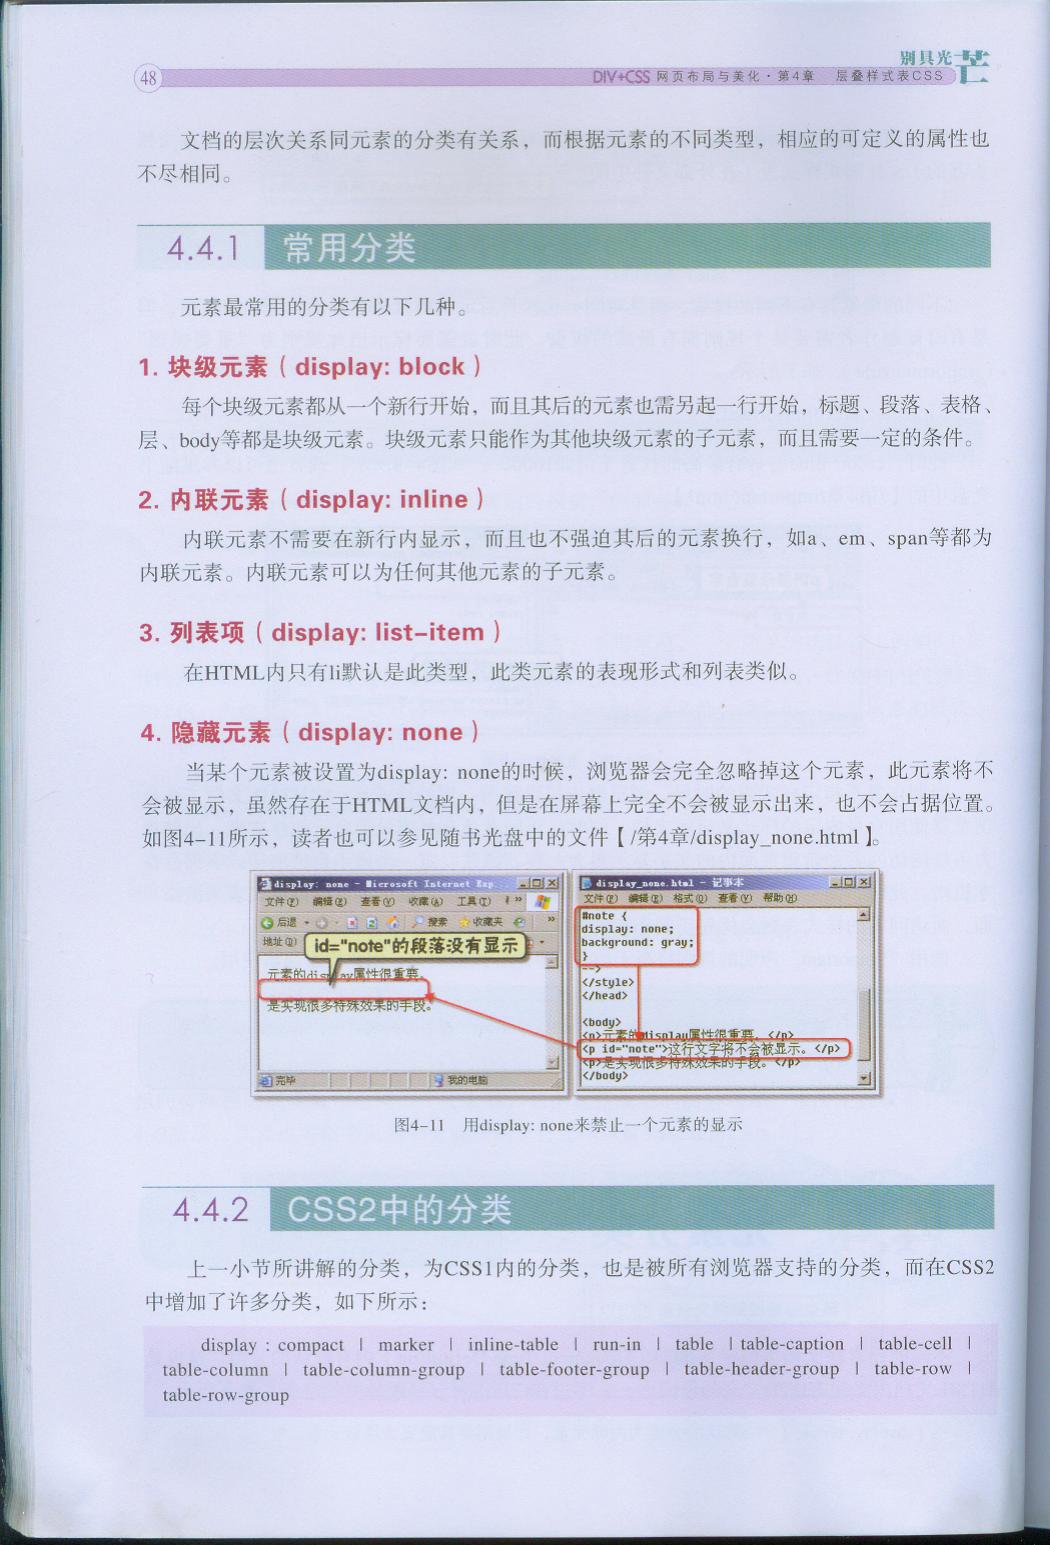 48
别具光芒
DIV+CSS 网页布局与美化·第4章 层叠样式表CSS
文档的层次关系同元素的分类有关系，而根据元素的不同类型，相应的可定义的属性也
不尽相同。
4.4.1 常用分类
元素最常用的分类有以下几种。
1. 块级元素（display: block）
每个块级元素都从一个新行开始，而且其后的元素也需另起一行开始，标题、段落、表格、
层、body等都是块级元素。块级元素只能作为其他块级元素的子元素，而且需要一定的条件。
2. 内联元素（display: inline）
内联元素不需要在新行内显示，而且也不强迫其后的元素换行，如a、em、span等都为
内联元素。内联元素可以为任何其他元素的子元素。
3. 列表项（display: list-item）
在HTML内只有li默认是此类型，此类元素的表现形式和列表类似。
4. 隐藏元素（display: none）
当某个元素被设置为display: none的时候，浏览器会完全忽略掉这个元素，此元素将不
会被显示，虽然存在于HTML文档内，但是在屏幕上完全不会被显示出来，也不会占据位置。
如图4-11所示，读者也可以参见随书光盘中的文件【/第4章/display_none.html】。
display: none - Microsoft Internet Exp
文件(F) 编辑(E) 查看(V) 收藏(A) 工具(T) »
后退 搜索 收藏夹 »
地址(D) id="note"的段落没有显示
元素的display属性很重要。
是实现很多特殊效果的手段。
完毕 我的电脑
display_none.html - 记事本
文件(F) 编辑(E) 格式(O) 查看(V) 帮助(H)
#note {
display: none;
background: gray;
}
-->
</style>
</head>
<body>
<p>元素的display属性很重要，</p>
<p id="note">这行文字将不会被显示。</p>
<p>是实现很多特殊效果的手段。</p>
</body>
图4-11 用display: none来禁止一个元素的显示
4.4.2 CSS2中的分类
上一小节所讲解的分类，为CSS1内的分类，也是被所有浏览器支持的分类，而在CSS2
中增加了许多分类，如下所示：
display : compact | marker | inline-table | run-in | table | table-caption | table-cell |
table-column | table-column-group | table-footer-group | table-header-group | table-row |
table-row-group